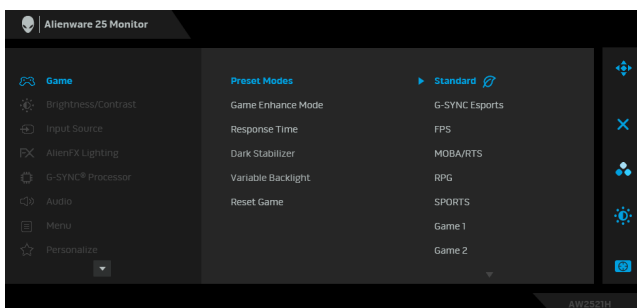 Alienware 25 Monitor
Game
Brightness/Contrast
Input Source
AlienFX Lighting
G-SYNC® Processor
Audio
Menu
Personalize
Preset Modes
Game Enhance Mode
Response Time
Dark Stabilizer
Variable Backlight
Reset Game
Standard
G-SYNC Esports
FPS
MOBA/RTS
RPG
SPORTS
Game 1
Game 2
AW2521H